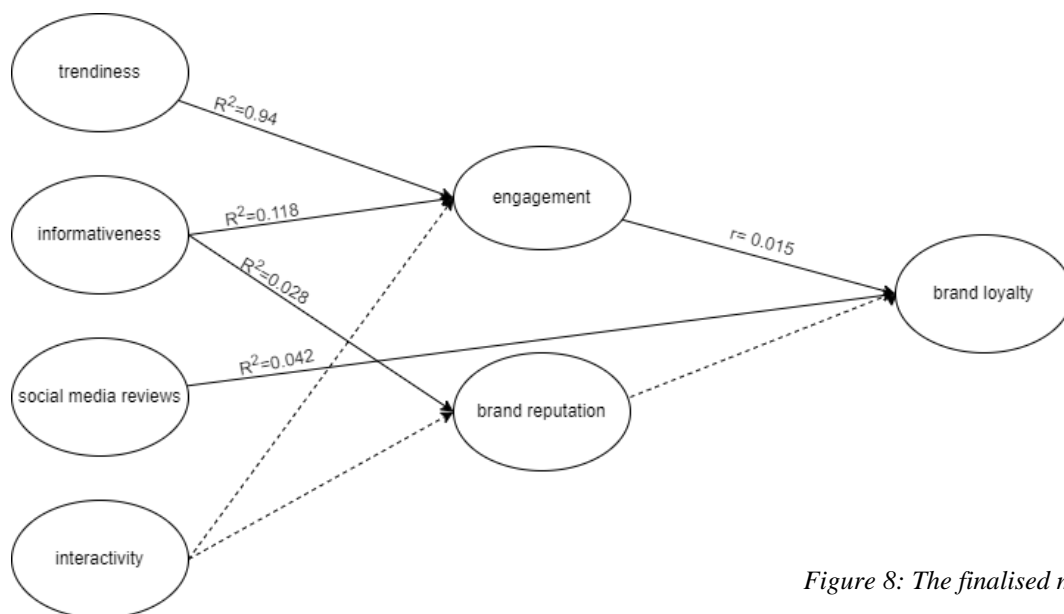 trendiness
R²=0.94
engagement
informativeness
R²=0.118
r= 0.015
R²=0.028
brand loyalty
social media reviews
R²=0.042
brand reputation
interactivity
Figure 8: The finalised